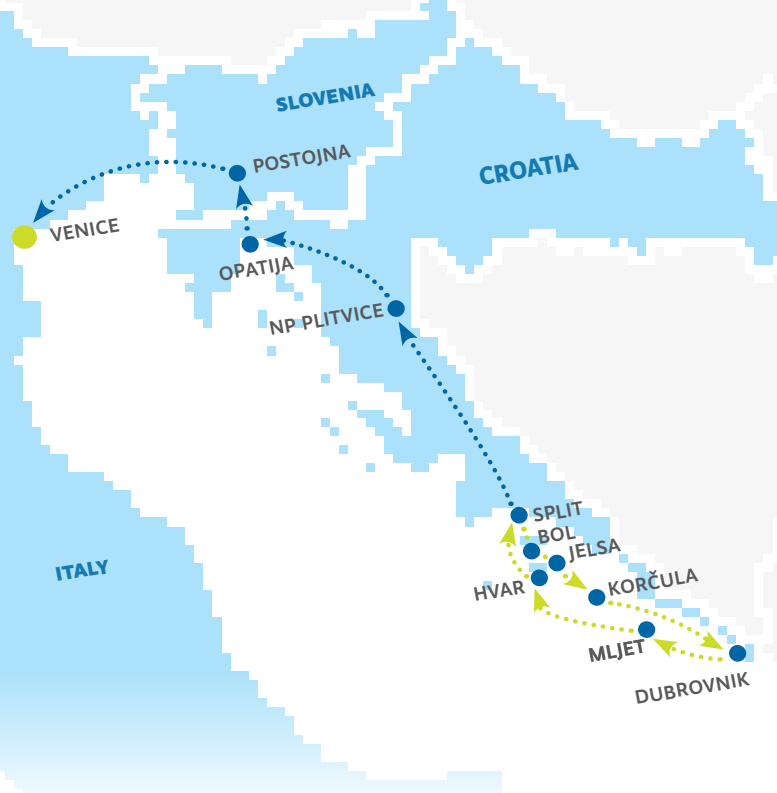 SLOVENIA
POSTOJNA
CROATIA
VENICE
OPATIJA
NP PLITVICE
SPLIT
BOL
JELSA
ITALY
HVAR
KORČULA
MLJET
DUBROVNIK